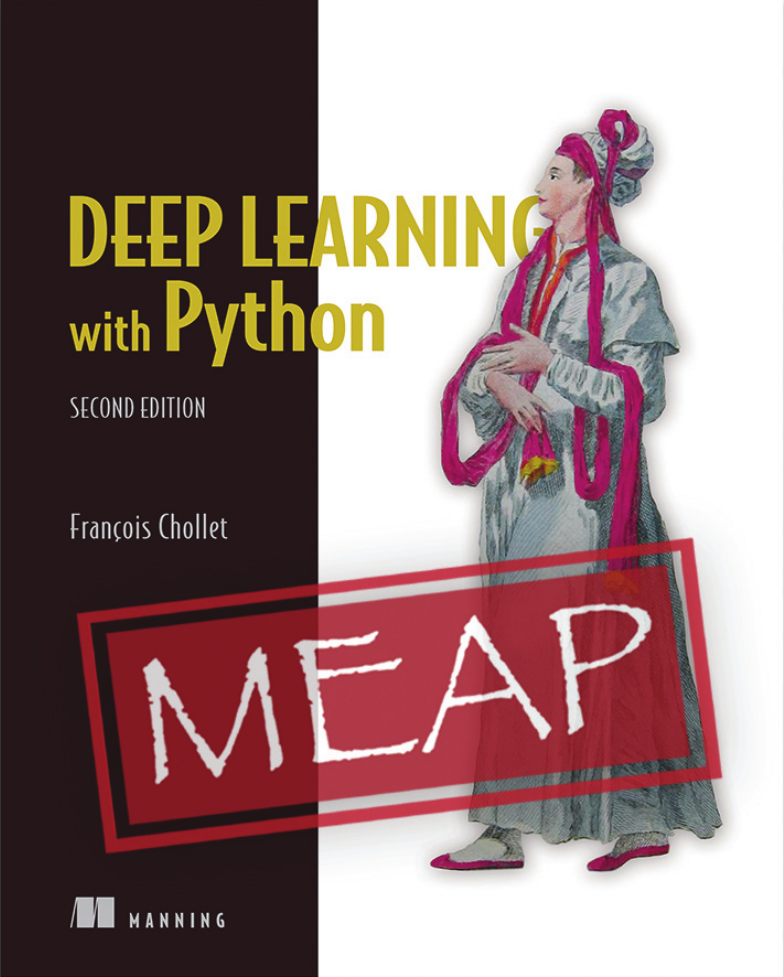 DEEP LEARNING
with Python
SECOND EDITION
François Chollet
MEAP
MANNING